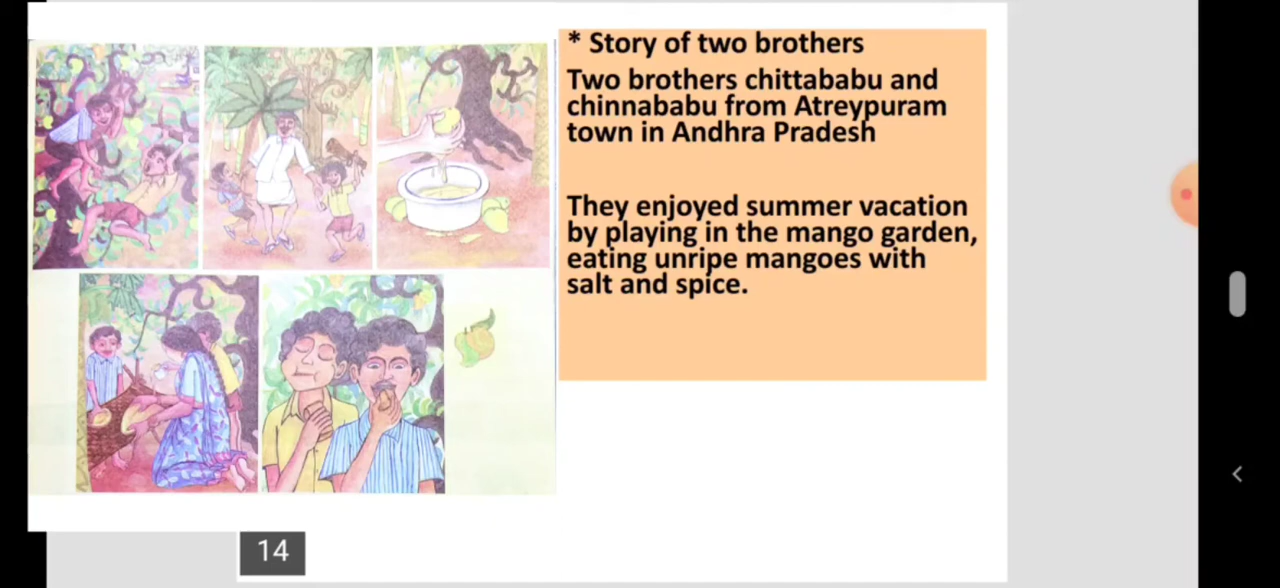 * Story of two brothers
Two brothers chittababu and
chinnababu from Atreypuram
town in Andhra Pradesh
They enjoyed summer vacation
by playing in the mango garden,
eating unripe mangoes with
salt and spice.
14